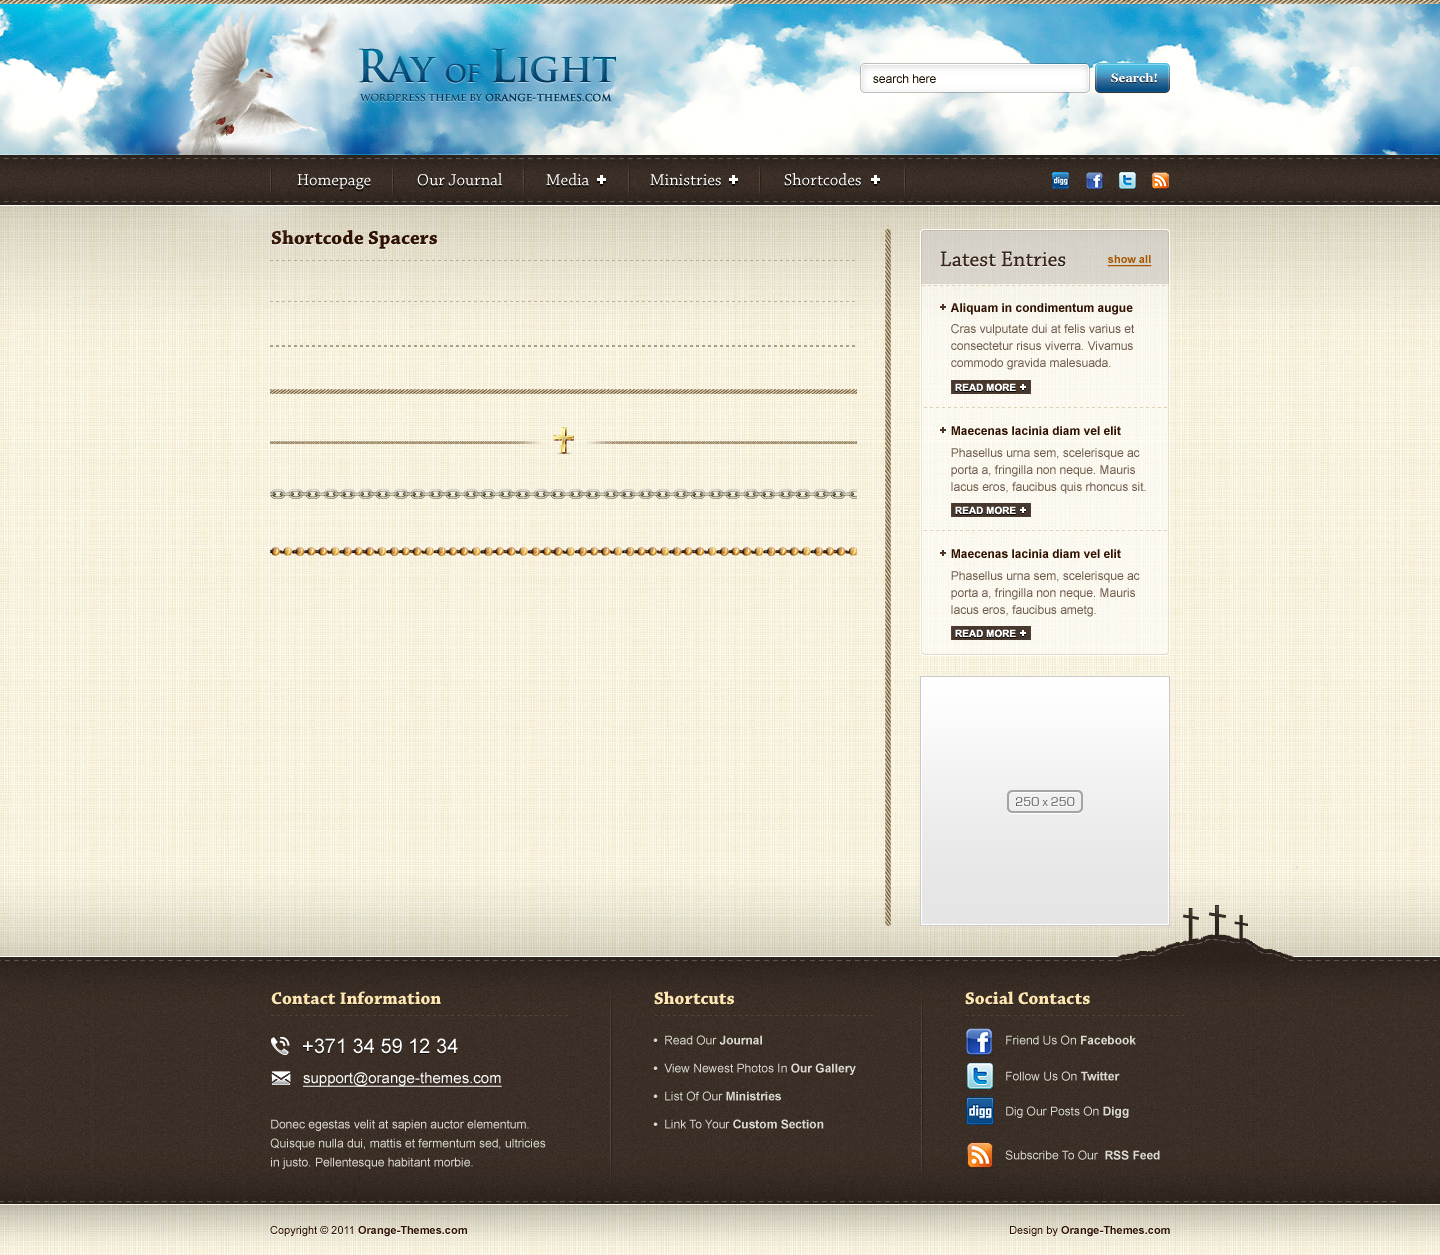 RAY OF LIGHT
WORDPRESS THEME BY ORANGE-THEMES.COM
search here
Search!
Homepage
Our Journal
Media
Ministries
Shortcodes
digg
Shortcode Spacers
Latest Entries
show all
Aliquam in condimentum augue
Cras vulputate dui at felis varius et
consectetur risus viverra. Vivamus
commodo gravida malesuada.
READ MORE +
Maecenas lacinia diam vel elit
Phasellus urna sem, scelerisque ac
porta a, fringilla non neque. Mauris
lacus eros, faucibus quis rhoncus sit.
READ MORE +
Maecenas lacinia diam vel elit
Phasellus urna sem, scelerisque ac
porta a, fringilla non neque. Mauris
lacus eros, faucibus ametg.
READ MORE +
250 x 250
Contact Information
+371 34 59 12 34
support@orange-themes.com
Donec egestas velit at sapien auctor elementum.
Quisque nulla dui, mattis et fermentum sed, ultricies
in justo. Pellentesque habitant morbie.
Shortcuts
• Read Our Journal
• View Newest Photos In Our Gallery
• List Of Our Ministries
• Link To Your Custom Section
Social Contacts
Friend Us On Facebook
Follow Us On Twitter
digg
Dig Our Posts On Digg
Subscribe To Our RSS Feed
Copyright © 2011 Orange-Themes.com
Design by Orange-Themes.com